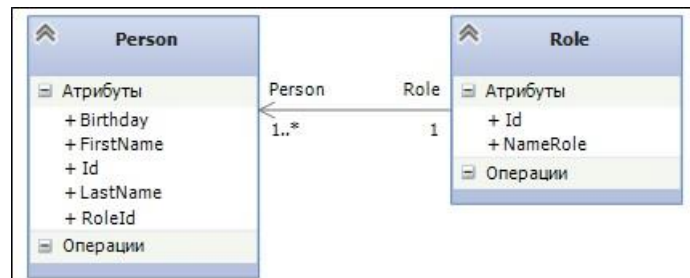 Person
Атрибуты
+ Birthday
+ FirstName
+ Id
+ LastName
+ RoleId
Операции
Person
Role
1..*
1
Role
Атрибуты
+ Id
+ NameRole
Операции